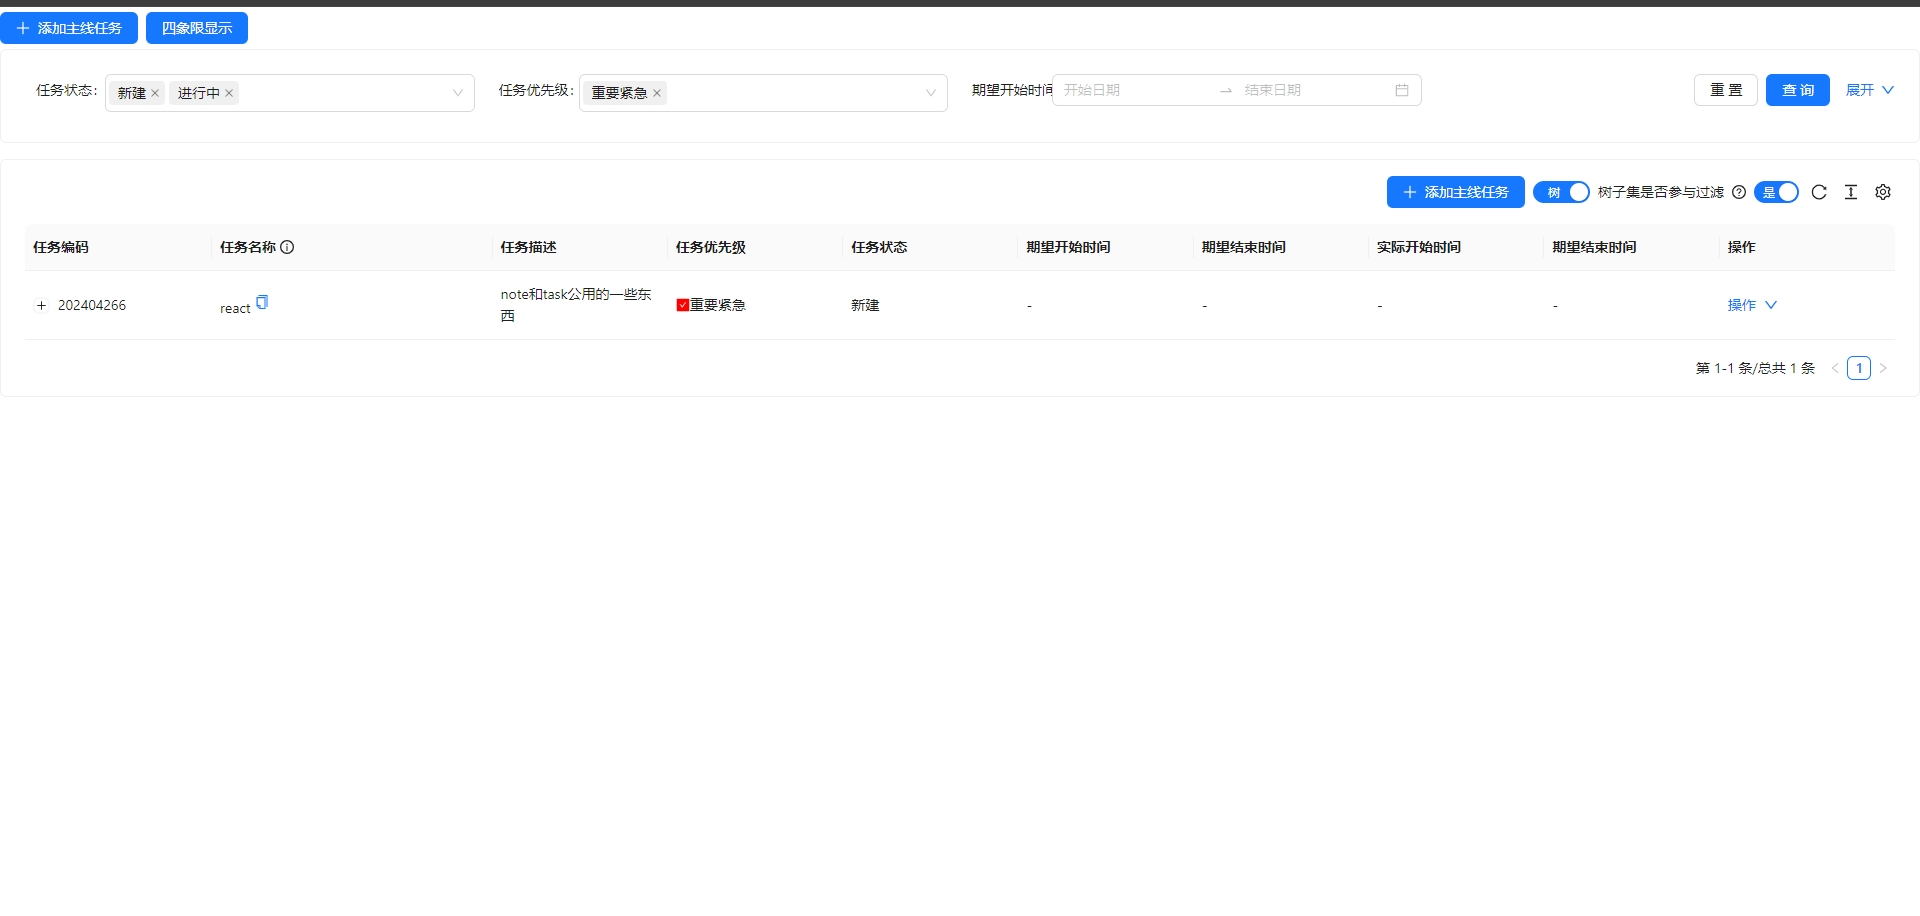 添加主线任务 四象限显示
任务状态: 新建 进行中 任务优先级: 重要紧急 期望开始时间 开始日期 结束日期 重 置 查 询 展开
添加主线任务 树 树子集是否参与过滤 是
任务编码 任务名称 任务描述 任务优先级 任务状态 期望开始时间 期望结束时间 实际开始时间 期望结束时间 操作
202404266 react note和task公用的一些东 重要紧急 新建 - - - - 操作
西
第 1-1 条/总共 1 条 1